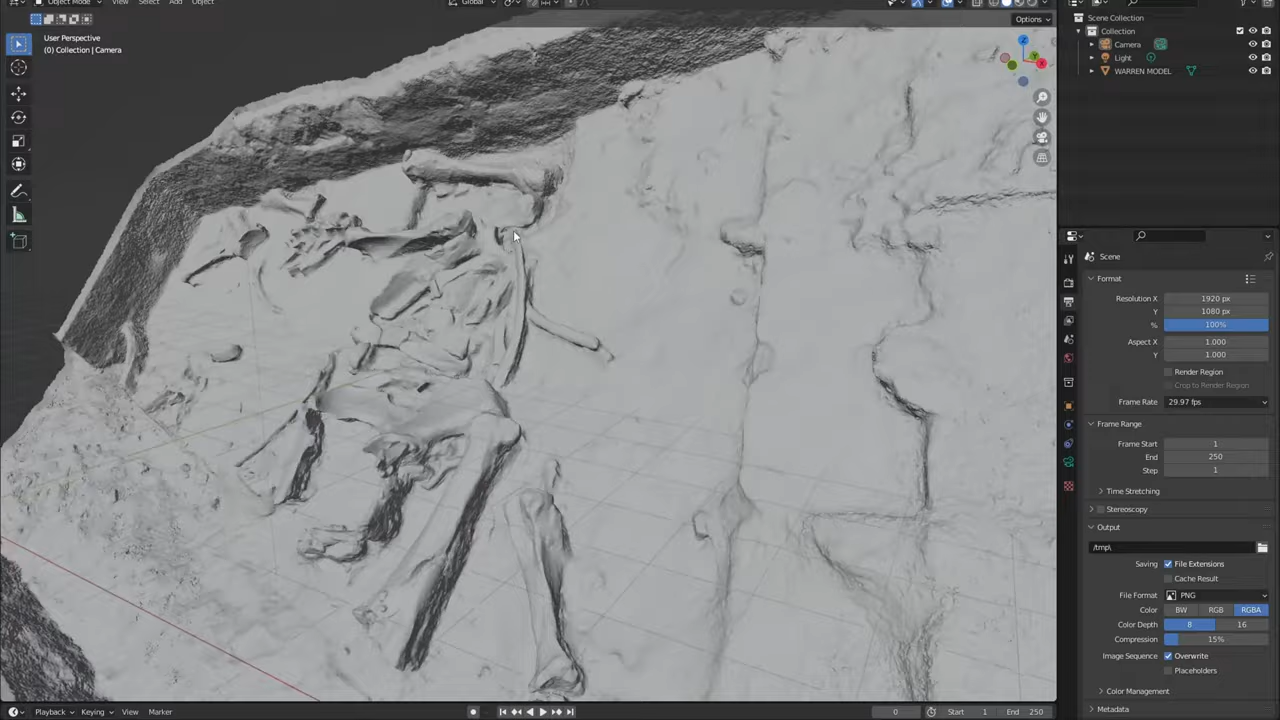 Object Mode View Select Add Object Global
Options
User Perspective
(0) Collection | Camera
Z
Y
X
Scene Collection
Collection
Camera
Light
WARREN MODEL
Scene
Format
Resolution X 1920 px
Y 1080 px
% 100%
Aspect X 1.000
Y 1.000
Render Region
Crop to Render Region
Frame Rate 29.97 fps
Frame Range
Frame Start 1
End 250
Step 1
Time Stretching
Stereoscopy
Output
/tmp\
Saving File Extensions
Cache Result
File Format PNG
Color BW RGB RGBA
Color Depth 8 16
Compression 15%
Image Sequence Overwrite
Placeholders
Color Management
Metadata
Playback Keying View Marker 0 Start 1 End 250